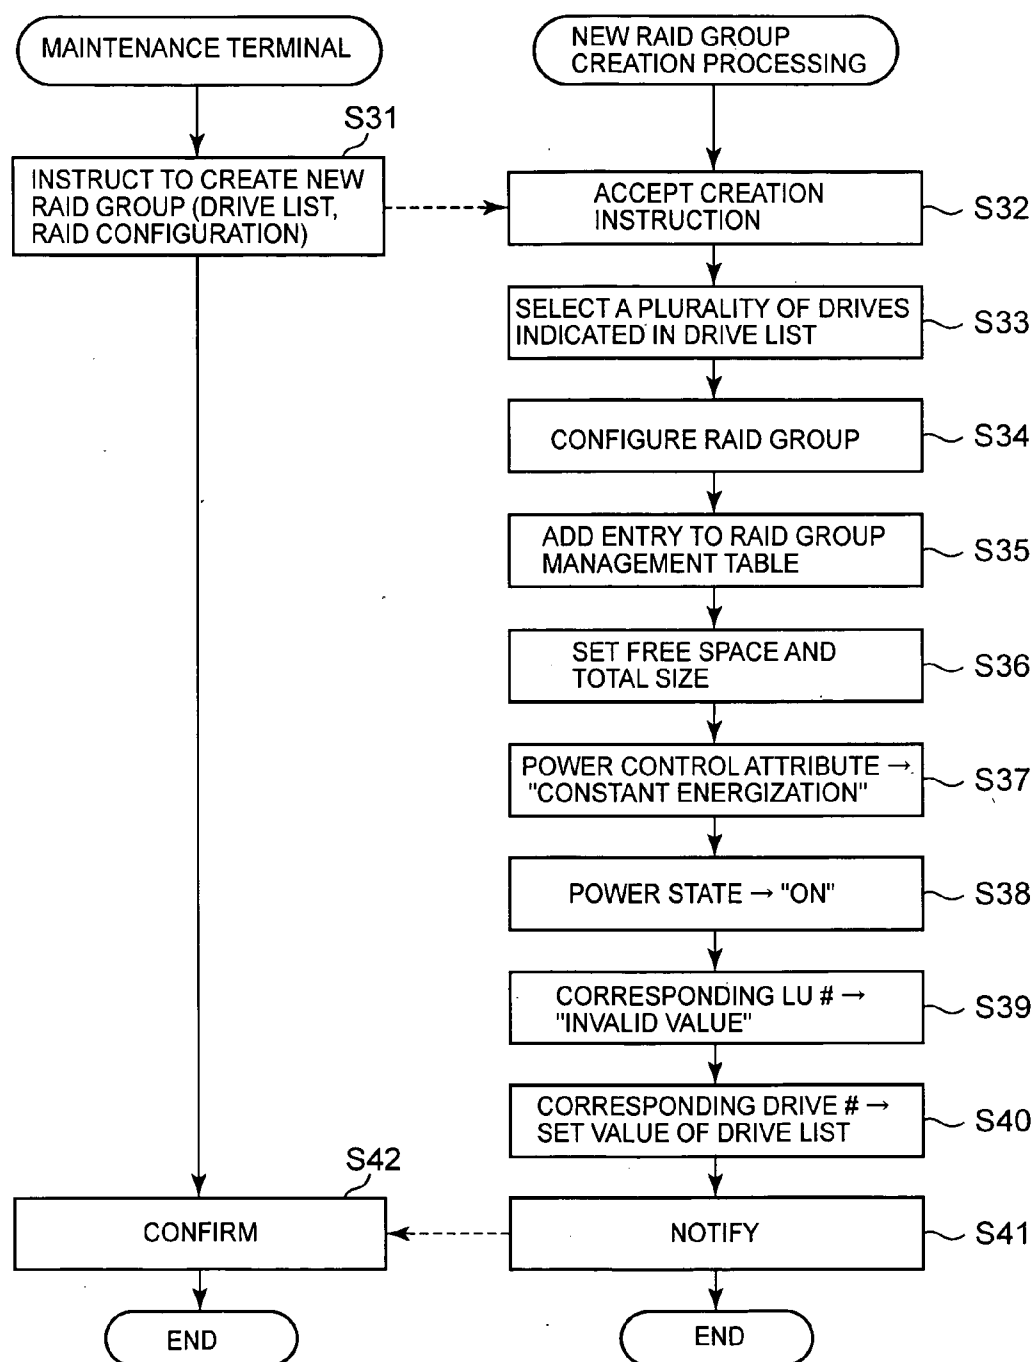 MAINTENANCE TERMINAL
NEW RAID GROUP
CREATION PROCESSING
S31
INSTRUCT TO CREATE NEW
RAID GROUP (DRIVE LIST,
RAID CONFIGURATION)
ACCEPT CREATION
INSTRUCTION
S32
SELECT A PLURALITY OF DRIVES
INDICATED IN DRIVE LIST
S33
CONFIGURE RAID GROUP
S34
ADD ENTRY TO RAID GROUP
MANAGEMENT TABLE
S35
SET FREE SPACE AND
TOTAL SIZE
S36
POWER CONTROL ATTRIBUTE →
"CONSTANT ENERGIZATION"
S37
POWER STATE → "ON"
S38
CORRESPONDING LU # →
"INVALID VALUE"
S39
CORRESPONDING DRIVE # →
SET VALUE OF DRIVE LIST
S40
S42
CONFIRM
NOTIFY
S41
END
END